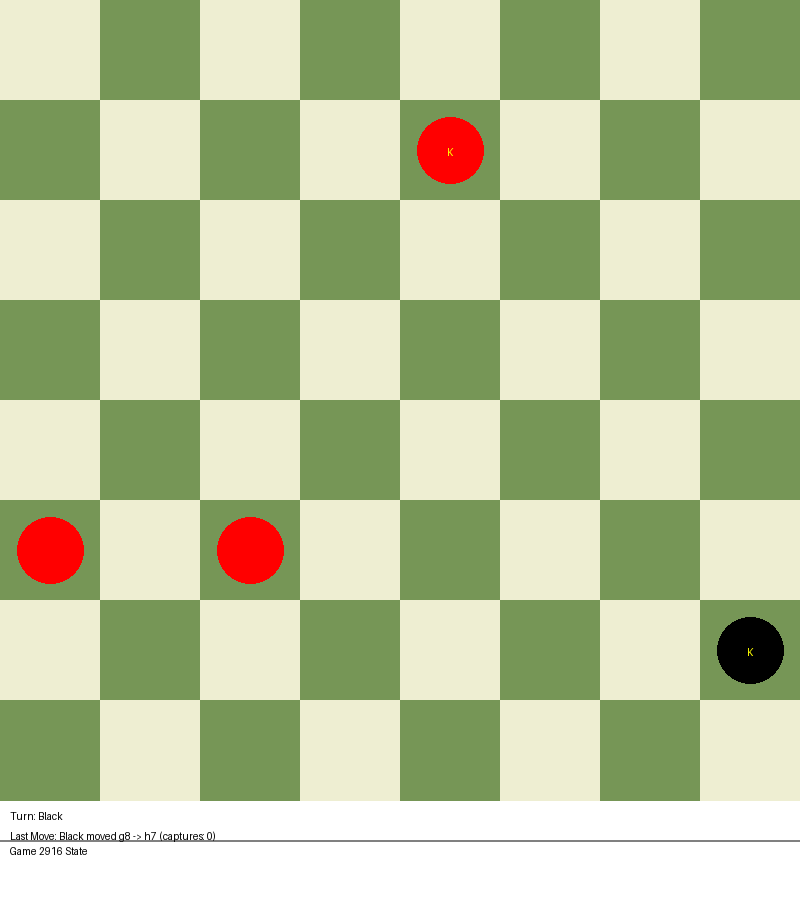 K
K
Turn: Black
Last Move: Black moved g8 -> h7 (captures: 0)
Game 2916 State